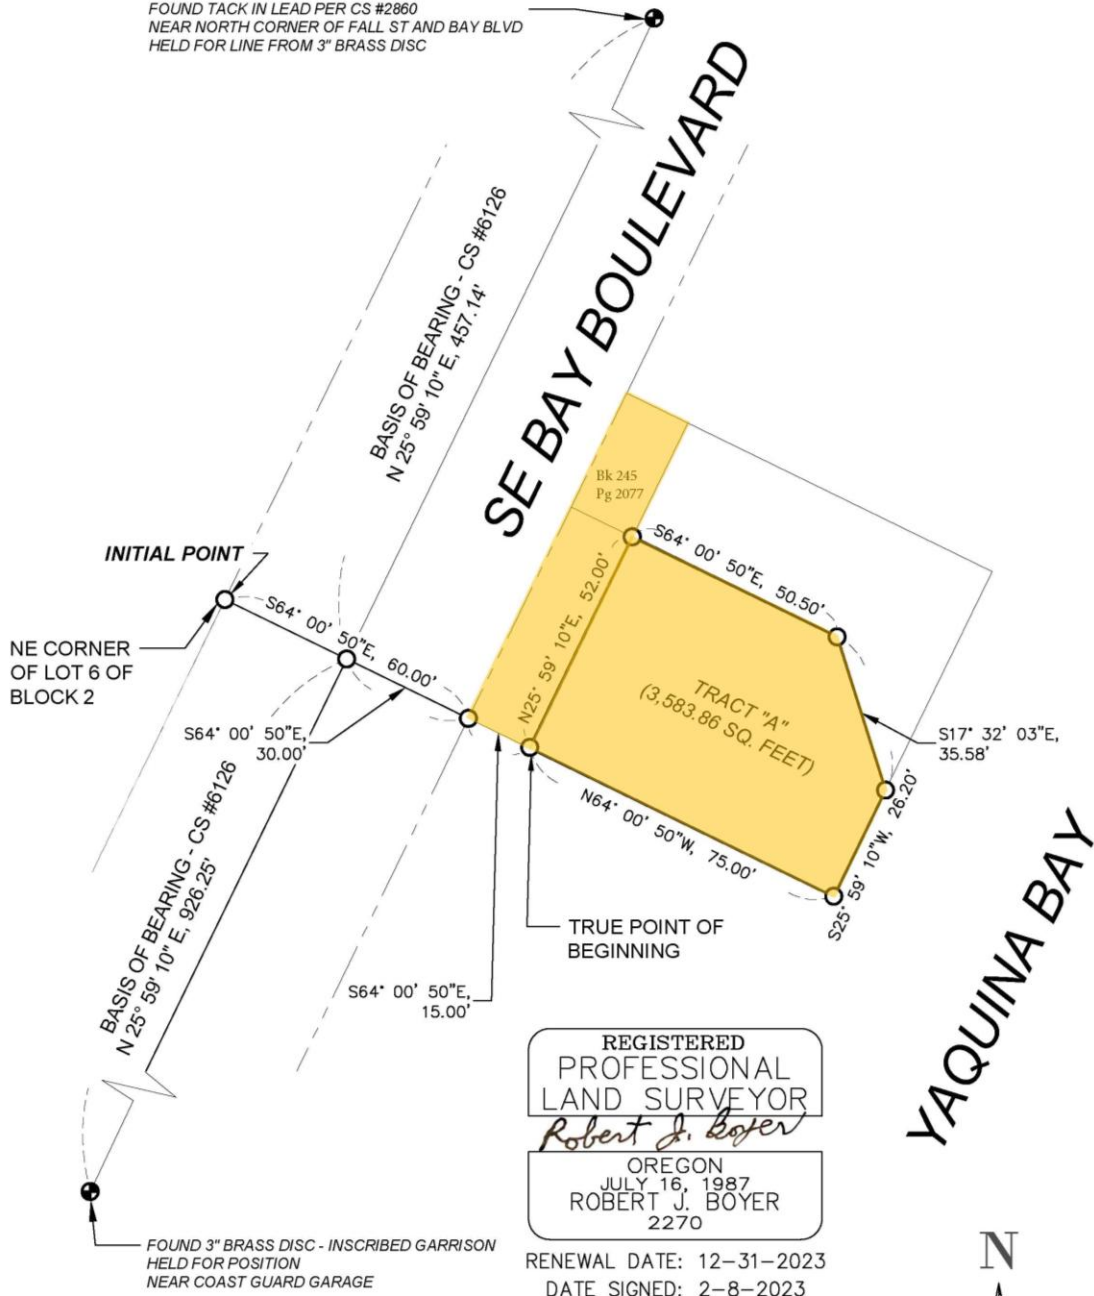 FOUND TACK IN LEAD PER CS #2860
NEAR NORTH CORNER OF FALL ST AND BAY BLVD
HELD FOR LINE FROM 3" BRASS DISC
SE BAY BOULEVARD
BASIS OF BEARING - CS #6126
N 25° 59' 10" E, 457.14'
Bk 245
Pg 2077
INITIAL POINT
NE CORNER
OF LOT 6 OF
BLOCK 2
S64° 00' 50"E, 60.00'
S64° 00' 50"E,
30.00'
N25° 59' 10"E, 52.00'
S64° 00' 50"E, 50.50'
TRACT "A"
(3,583.86 SQ. FEET)
S17° 32' 03"E,
35.58'
S25° 59' 10"W, 26.20'
N64° 00' 50"W, 75.00'
TRUE POINT OF
BEGINNING
S64° 00' 50"E,
15.00'
BASIS OF BEARING - CS #6126
N 25° 59' 10" E, 926.25'
YAQUINA BAY
REGISTERED
PROFESSIONAL
LAND SURVEYOR
Robert J. Boyer
OREGON
JULY 16, 1987
ROBERT J. BOYER
2270
RENEWAL DATE: 12-31-2023
DATE SIGNED: 2-8-2023
FOUND 3" BRASS DISC - INSCRIBED GARRISON
HELD FOR POSITION
NEAR COAST GUARD GARAGE
N